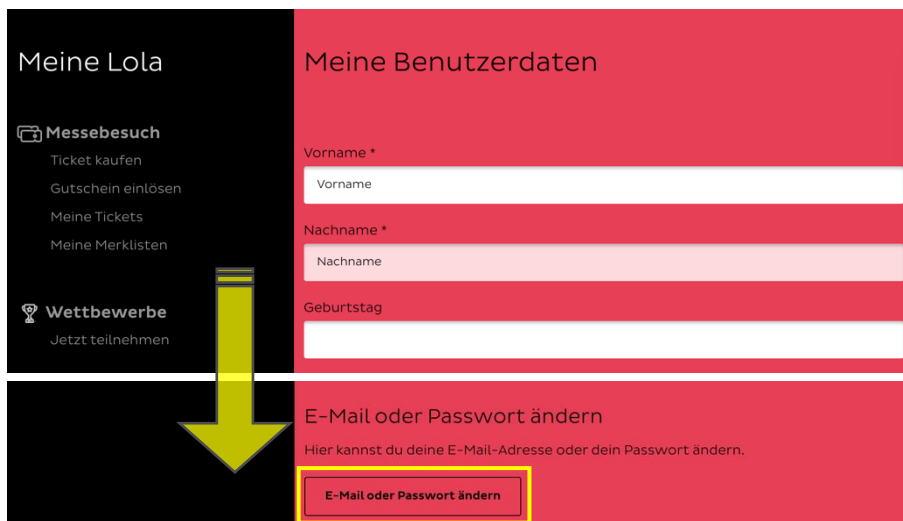 Meine Lola
Messebesuch
Ticket kaufen
Gutschein einlösen
Meine Tickets
Meine Merklisten
Wettbewerbe
Jetzt teilnehmen
Meine Benutzerdaten
Vorname *
Vorname
Nachname *
Nachname
Geburtstag
E-Mail oder Passwort ändern
Hier kannst du deine E-Mail-Adresse oder dein Passwort ändern.
E-Mail oder Passwort ändern